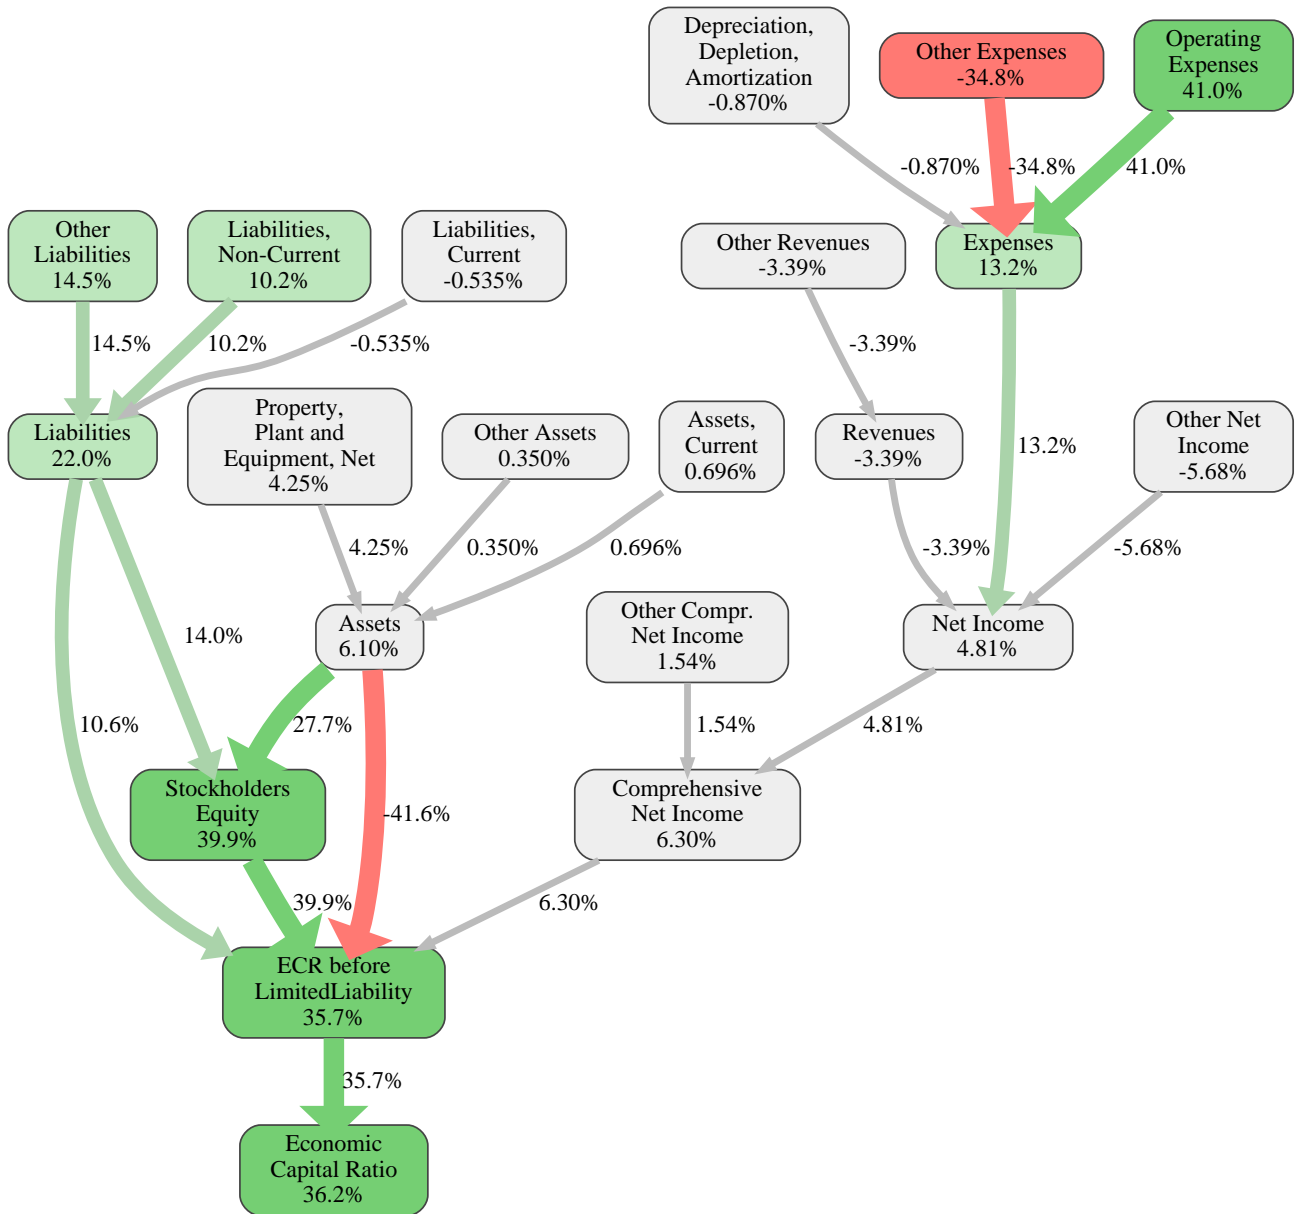 Depreciation,
Depletion,
Amortization
-0.870%
Other Expenses
-34.8%
Operating
Expenses
41.0%
-0.870%
-34.8%
41.0%
Other
Liabilities
14.5%
Liabilities,
Non-Current
10.2%
Liabilities,
Current
-0.535%
Other Revenues
-3.39%
Expenses
13.2%
14.5%
10.2%
-0.535%
-3.39%
13.2%
Liabilities
22.0%
Property,
Plant and
Equipment, Net
4.25%
Other Assets
0.350%
Assets,
Current
0.696%
Revenues
-3.39%
Other Net
Income
-5.68%
4.25%
0.350%
0.696%
-3.39%
-5.68%
14.0%
Assets
6.10%
Other Compr.
Net Income
1.54%
Net Income
4.81%
10.6%
27.7%
-41.6%
1.54%
4.81%
Stockholders
Equity
39.9%
Comprehensive
Net Income
6.30%
39.9%
6.30%
ECR before
LimitedLiability
35.7%
35.7%
Economic
Capital Ratio
36.2%